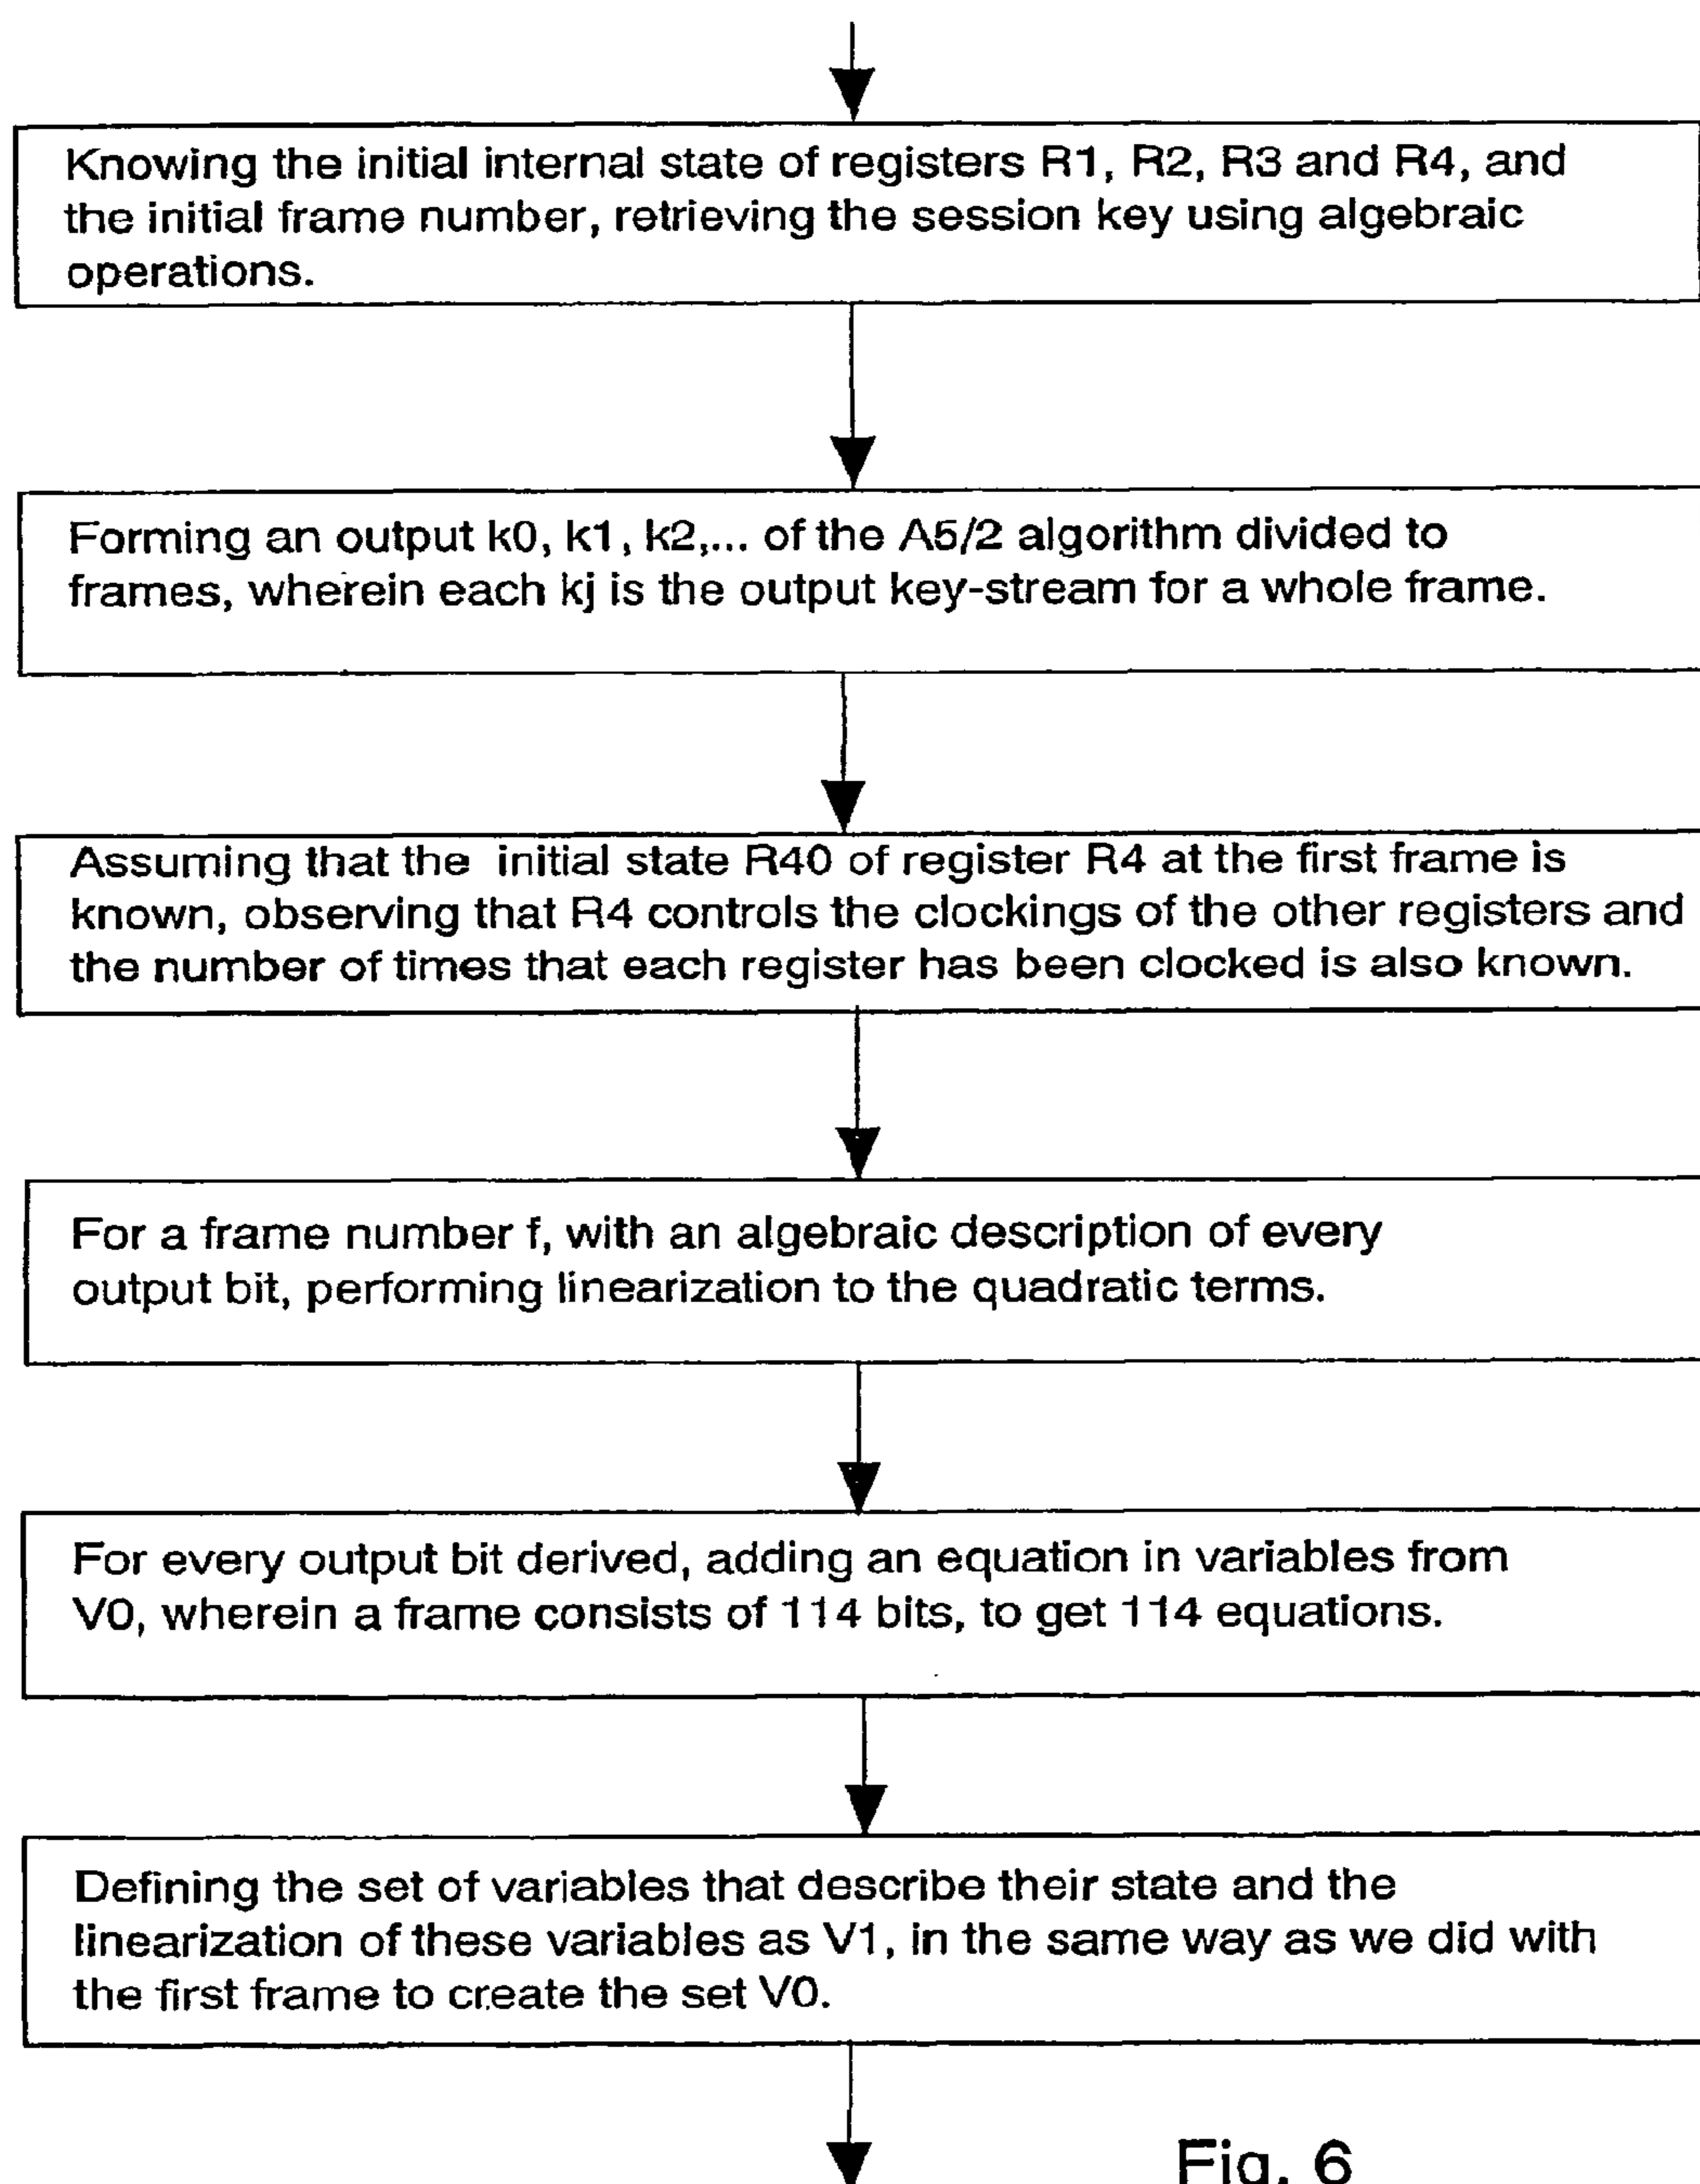 Knowing the initial internal state of registers R1, R2, R3 and R4, and
the initial frame number, retrieving the session key using algebraic
operations.
Forming an output k0, k1, k2,... of the A5/2 algorithm divided to
frames, wherein each kj is the output key-stream for a whole frame.
Assuming that the initial state R40 of register R4 at the first frame is
known, observing that R4 controls the clockings of the other registers and
the number of times that each register has been clocked is also known.
For a frame number f, with an algebraic description of every
output bit, performing linearization to the quadratic terms.
For every output bit derived, adding an equation in variables from
V0, wherein a frame consists of 114 bits, to get 114 equations.
Defining the set of variables that describe their state and the
linearization of these variables as V1, in the same way as we did with
the first frame to create the set V0.
Fig. 6